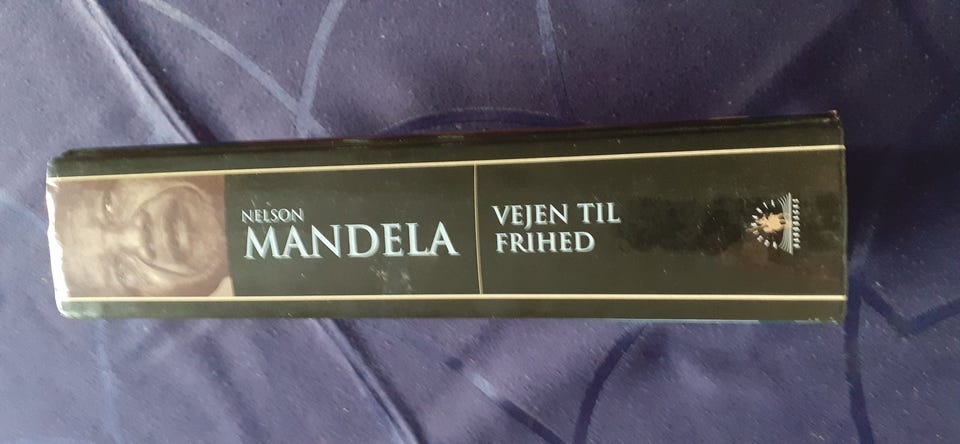 NELSON
MANDELA
VEJEN TIL
FRIHED